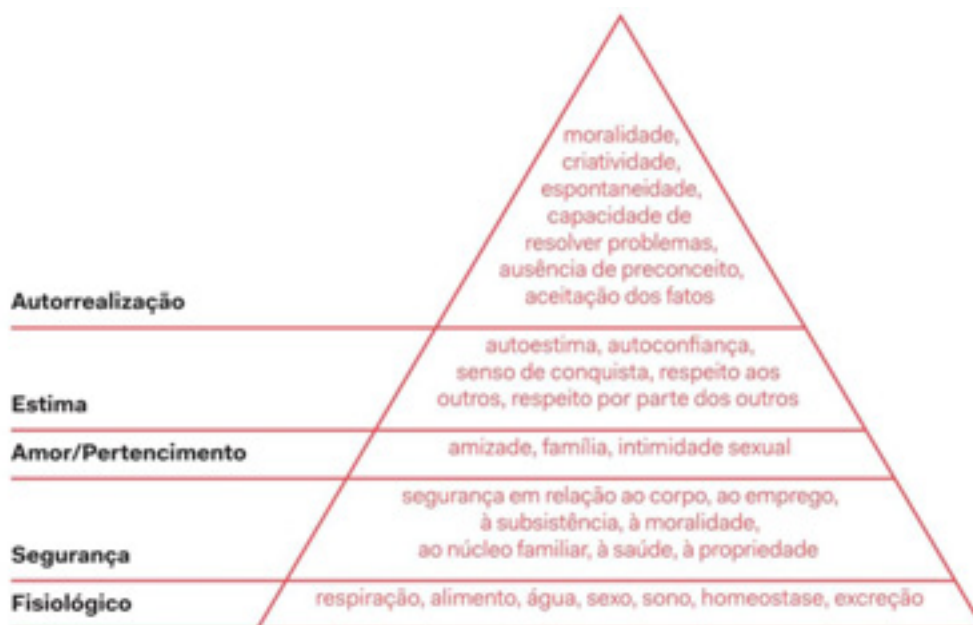 moralidade,
criatividade,
espontaneidade,
capacidade de
resolver problemas,
ausência de preconceito,
aceitação dos fatos
Autorrealização
autoestima, autoconfiança,
senso de conquista, respeito aos
outros, respeito por parte dos outros
Estima
Amor/Pertencimento
amizade, família, intimidade sexual
segurança em relação ao corpo, ao emprego,
à subsistência, à moralidade,
ao núcleo familiar, à saúde, à propriedade
Segurança
Fisiológico
respiração, alimento, água, sexo, sono, homeostase, excreção